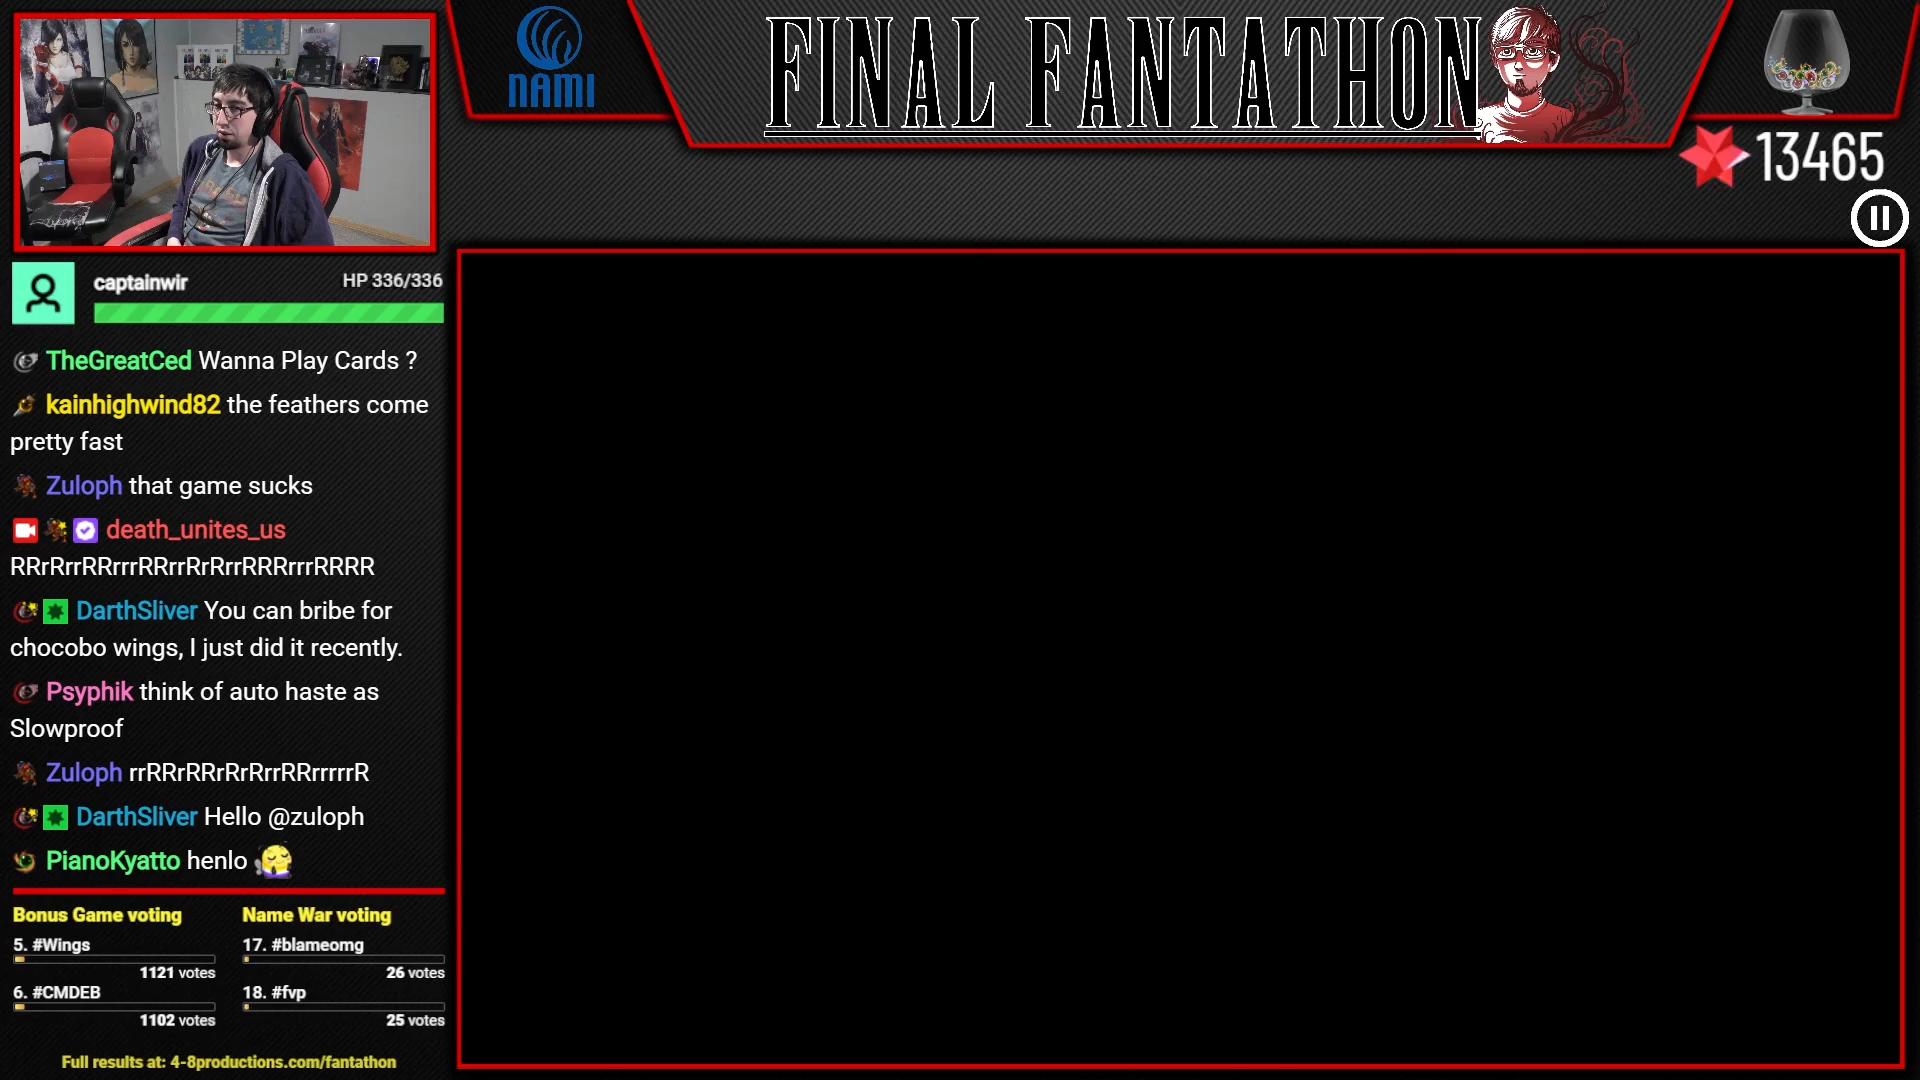 NAMI
FINAL FANTATHON
13465
captainwir
HP 336/336
TheGreatCed Wanna Play Cards ?
kainhighwind82 the feathers come
pretty fast
Zuloph that game sucks
death_unites_us
RRrRrrRRrrrRRrrRrRrrRRRrrrRRRR
DarthSliver You can bribe for
chocobo wings, I just did it recently.
Psyphik think of auto haste as
Slowproof
Zuloph rrRRrRRrRrRrrRRrrrrrR
DarthSliver Hello @zuloph
PianoKyatto henlo
Bonus Game voting
5. #Wings
1121 votes
6. #CMDEB
1102 votes
Name War voting
17. #blameomg
26 votes
18. #fvp
25 votes
Full results at: 4-8productions.com/fantathon